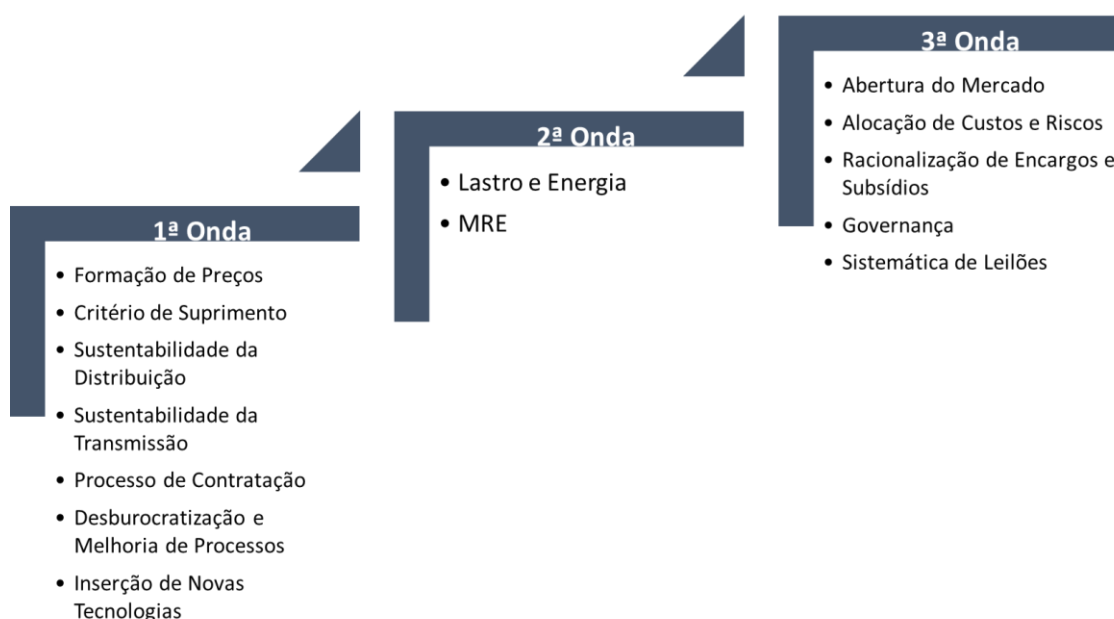 1ª Onda
• Formação de Preços
• Critério de Suprimento
• Sustentabilidade da
Distribuição
• Sustentabilidade da
Transmissão
• Processo de Contratação
• Desburocratização e
Melhoria de Processos
• Inserção de Novas
Tecnologias
2ª Onda
• Lastro e Energia
• MRE
3ª Onda
• Abertura do Mercado
• Alocação de Custos e Riscos
• Racionalização de Encargos e
Subsídios
• Governança
• Sistemática de Leilões